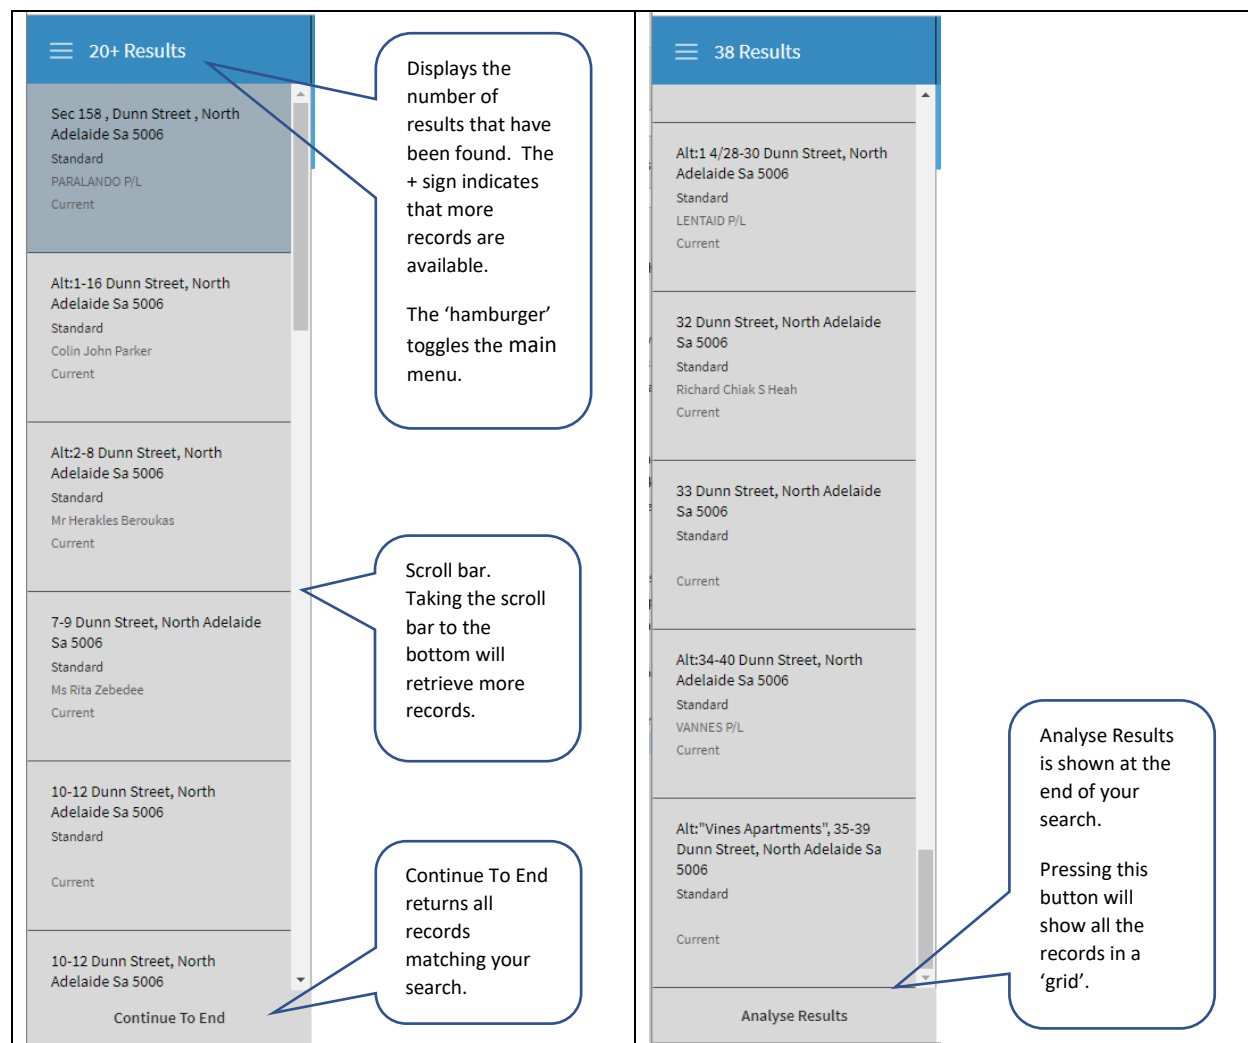 20+ Results
Sec 158 , Dunn Street , North
Adelaide Sa 5006
Standard
PARALANDO P/L
Current
Alt:1-16 Dunn Street, North
Adelaide Sa 5006
Standard
Colin John Parker
Current
Alt:2-8 Dunn Street, North
Adelaide Sa 5006
Standard
Mr Herakles Beroukas
Current
7-9 Dunn Street, North Adelaide
Sa 5006
Standard
Ms Rita Zebedee
Current
10-12 Dunn Street, North
Adelaide Sa 5006
Standard
Current
10-12 Dunn Street, North
Adelaide Sa 5006
Continue To End
Displays the
number of
results that have
been found.  The
+ sign indicates
that more
records are
available.
The ‘hamburger’
toggles the main
menu.
Scroll bar.
Taking the scroll
bar to the
bottom will
retrieve more
records.
Continue To End
returns all
records
matching your
search.
38 Results
Alt:1 4/28-30 Dunn Street, North
Adelaide Sa 5006
Standard
LENTAID P/L
Current
32 Dunn Street, North Adelaide
Sa 5006
Standard
Richard Chiak S Heah
Current
33 Dunn Street, North Adelaide
Sa 5006
Standard
Current
Alt:34-40 Dunn Street, North
Adelaide Sa 5006
Standard
VANNES P/L
Current
Alt:"Vines Apartments", 35-39
Dunn Street, North Adelaide Sa
5006
Standard
Current
Analyse Results
Analyse Results
is shown at the
end of your
search.
Pressing this
button will
show all the
records in a
‘grid’.